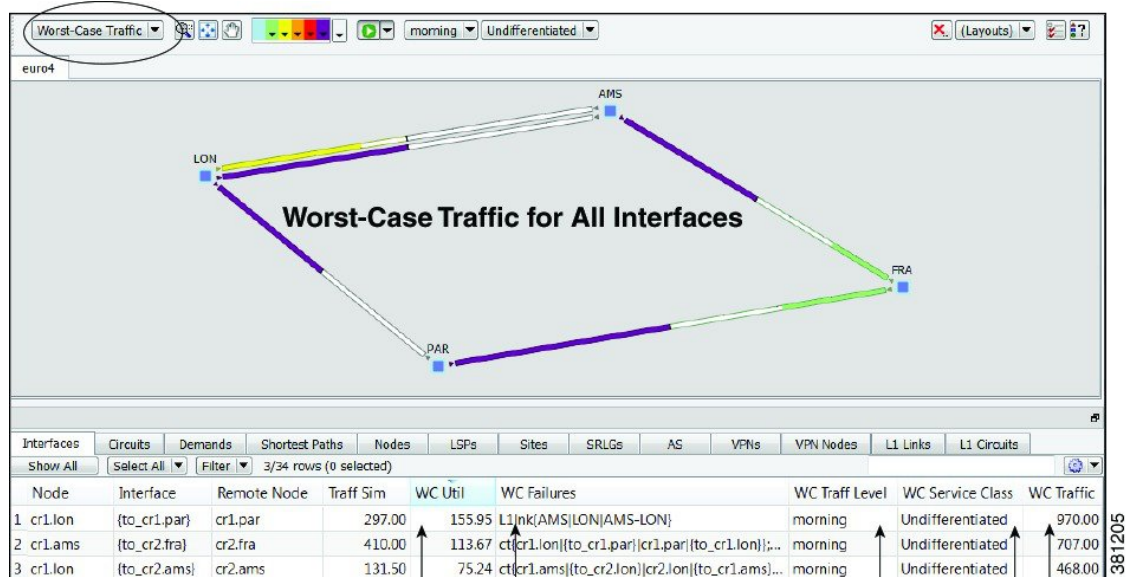 Worst-Case Traffic morning Undifferentiated (Layouts)
euro4
AMS
LON
Worst-Case Traffic for All Interfaces
FRA
PAR
Interfaces Circuits Demands Shortest Paths Nodes LSPs Sites SRLGs AS VPNs VPN Nodes L1 Links L1 Circuits
Show All Select All Filter 3/34 rows (0 selected)
Node Interface Remote Node Traff Sim WC Util WC Failures WC Traff Level WC Service Class WC Traffic
1 cr1.lon {to_cr1.par} cr1.par 297.00 155.95 L1 nk{AMS|LON|AMS-LON} morning Undifferentiated 970.00
2 cr1.ams {to_cr2.fra} cr2.fra 410.00 113.67 ct{cr1.lon|{to_cr1.par}|cr1.par|{to_cr1.lon}};... morning Undifferentiated 707.00
3 cr1.lon {to_cr2.ams} cr2.ams 131.50 75.24 ct{cr1.ams|{to_cr2.lon}|cr2.lon|{to_cr1.ams}... morning Undifferentiated 468.00
381205